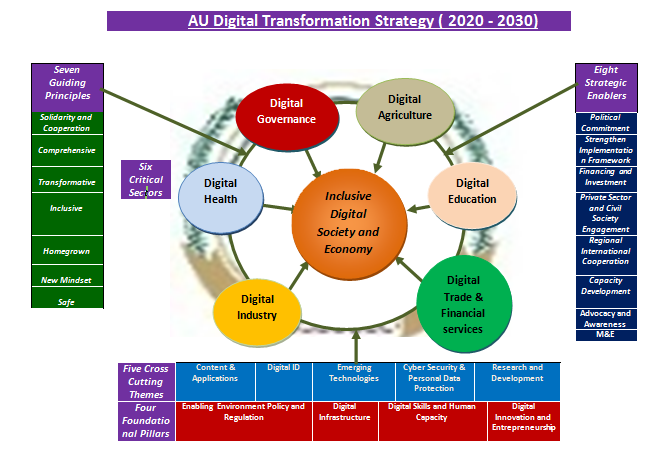 AU Digital Transformation Strategy ( 2020 - 2030)
Seven
Guiding
Principles
Solidarity and
Cooperation
Comprehensive
Transformative
Inclusive
Homegrown
New Mindset
Safe
Six
Critical
Sectors
Digital
Governance
Digital
Agriculture
Digital
Health
Inclusive
Digital
Society and
Economy
Digital
Education
Digital
Industry
Digital
Trade &
Financial
services
Eight
Strategic
Enablers
Political
Commitment
Strengthen
Implementatio
n Framework
Financing and
Investment
Private Sector
and Civil
Society
Engagement
Regional
International
Cooperation
Capacity
Development
Advocacy and
Awareness
M&E
Five Cross
Cutting
Themes
Content &
Applications
Digital ID
Emerging
Technologies
Cyber Security &
Personal Data
Protection
Research and
Development
Four
Foundatio
nal Pillars
Enabling Environment Policy and
Regulation
Digital
Infrastructure
Digital Skills and Human
Capacity
Digital
Innovation and
Entrepreneurship